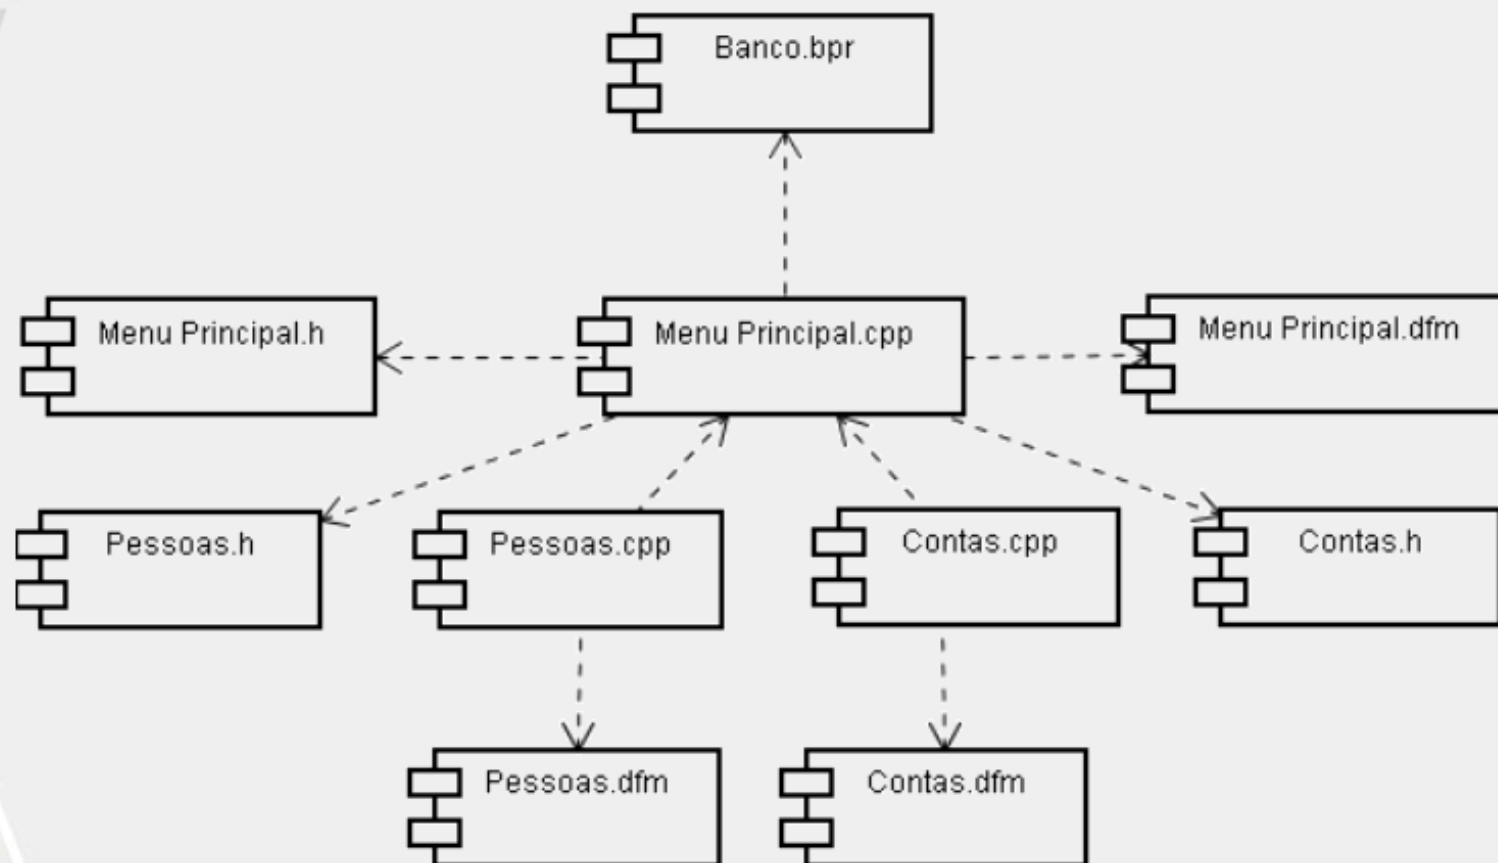 Banco.bpr
Menu Principal.h
Menu Principal.cpp
Menu Principal.dfm
Pessoas.h
Pessoas.cpp
Contas.cpp
Contas.h
Pessoas.dfm
Contas.dfm